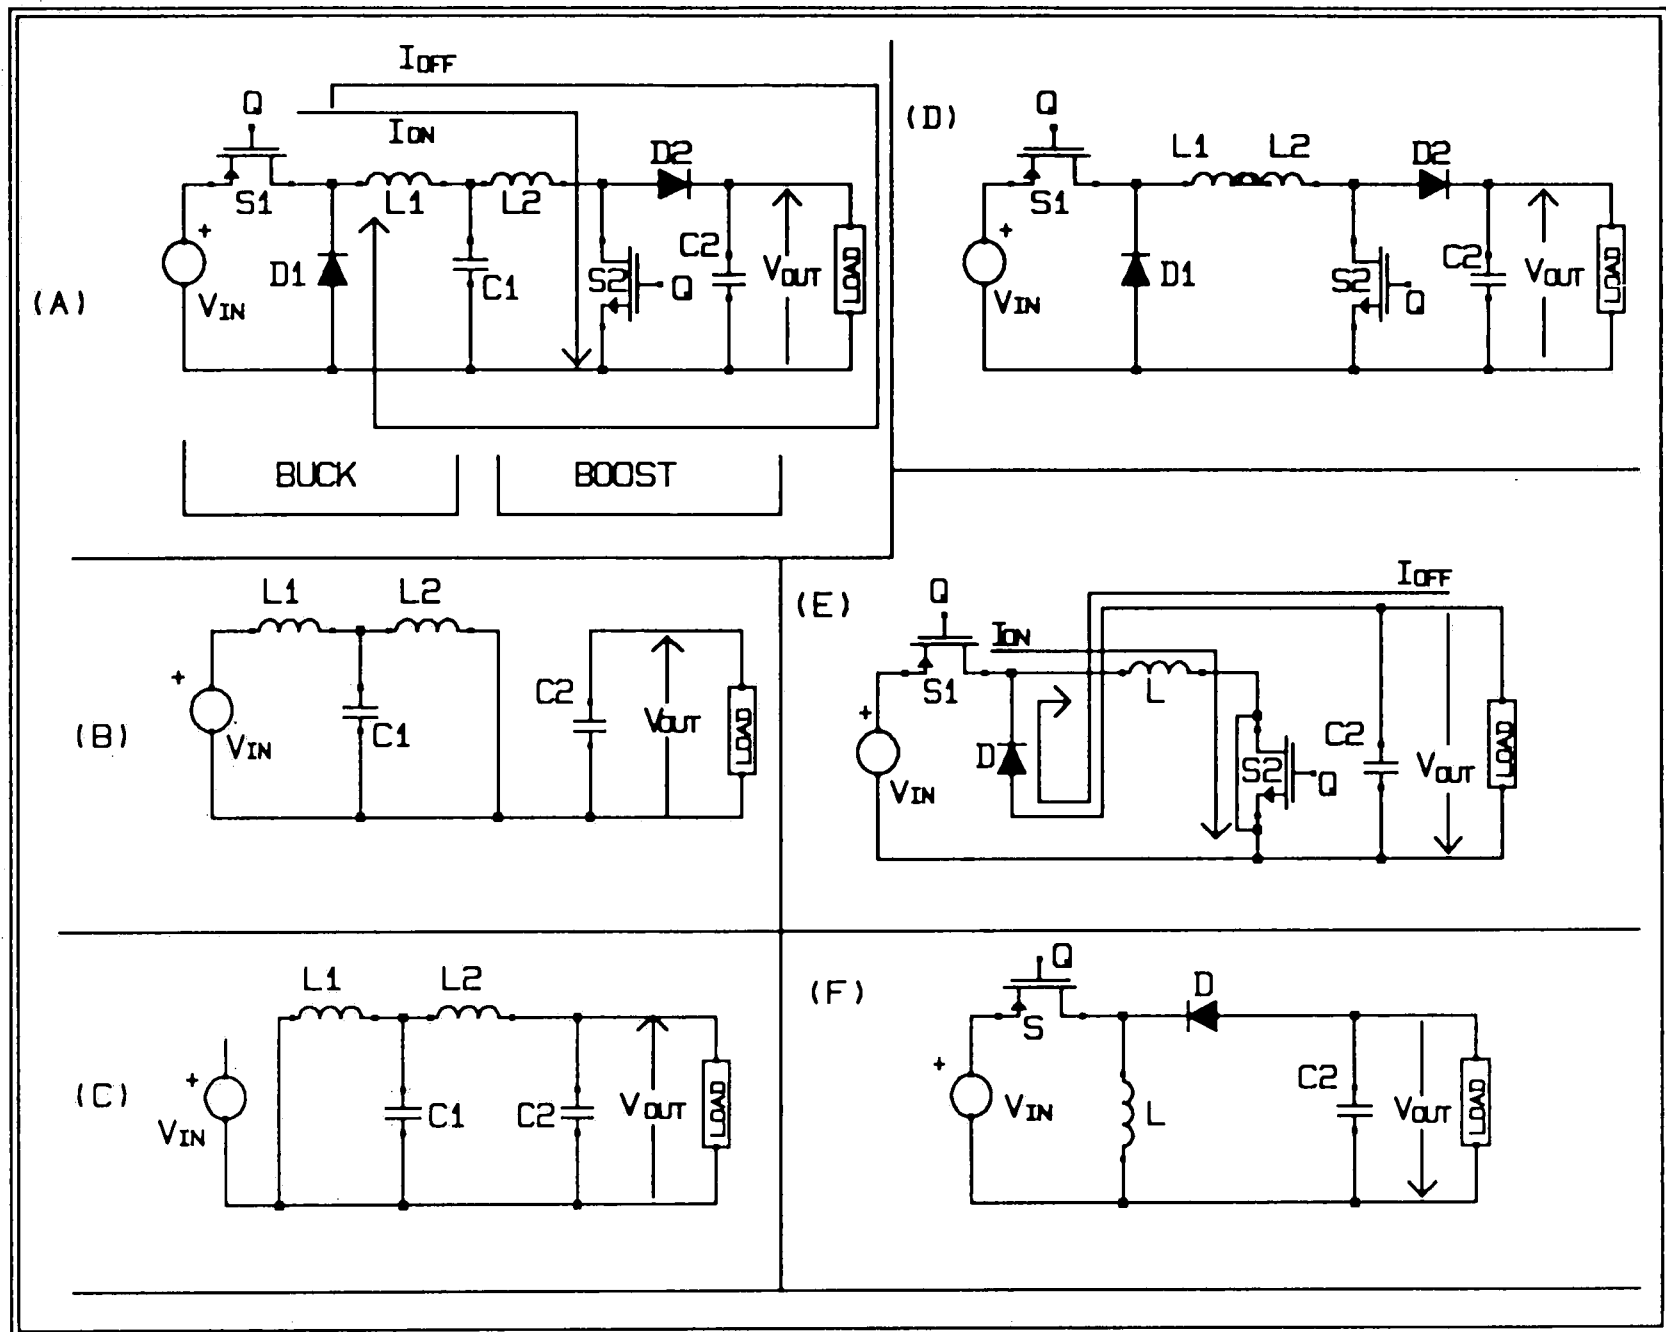 (A)
IOFF
Q
ION
S1
L1
L2
D2
+
VIN
D1
C1
S2
Q
C2
VOUT
LOAD
BUCK
BOOST
(D)
Q
S1
L1
L2
D2
+
VIN
D1
S2
Q
C2
VOUT
LOAD
(B)
L1
L2
+
VIN
C1
C2
VOUT
LOAD
(E)
Q
IOFF
ION
S1
L
+
VIN
D
S2
Q
C2
VOUT
LOAD
(C)
L1
L2
+
VIN
C1
C2
VOUT
LOAD
(F)
Q
S
D
+
VIN
L
C2
VOUT
LOAD